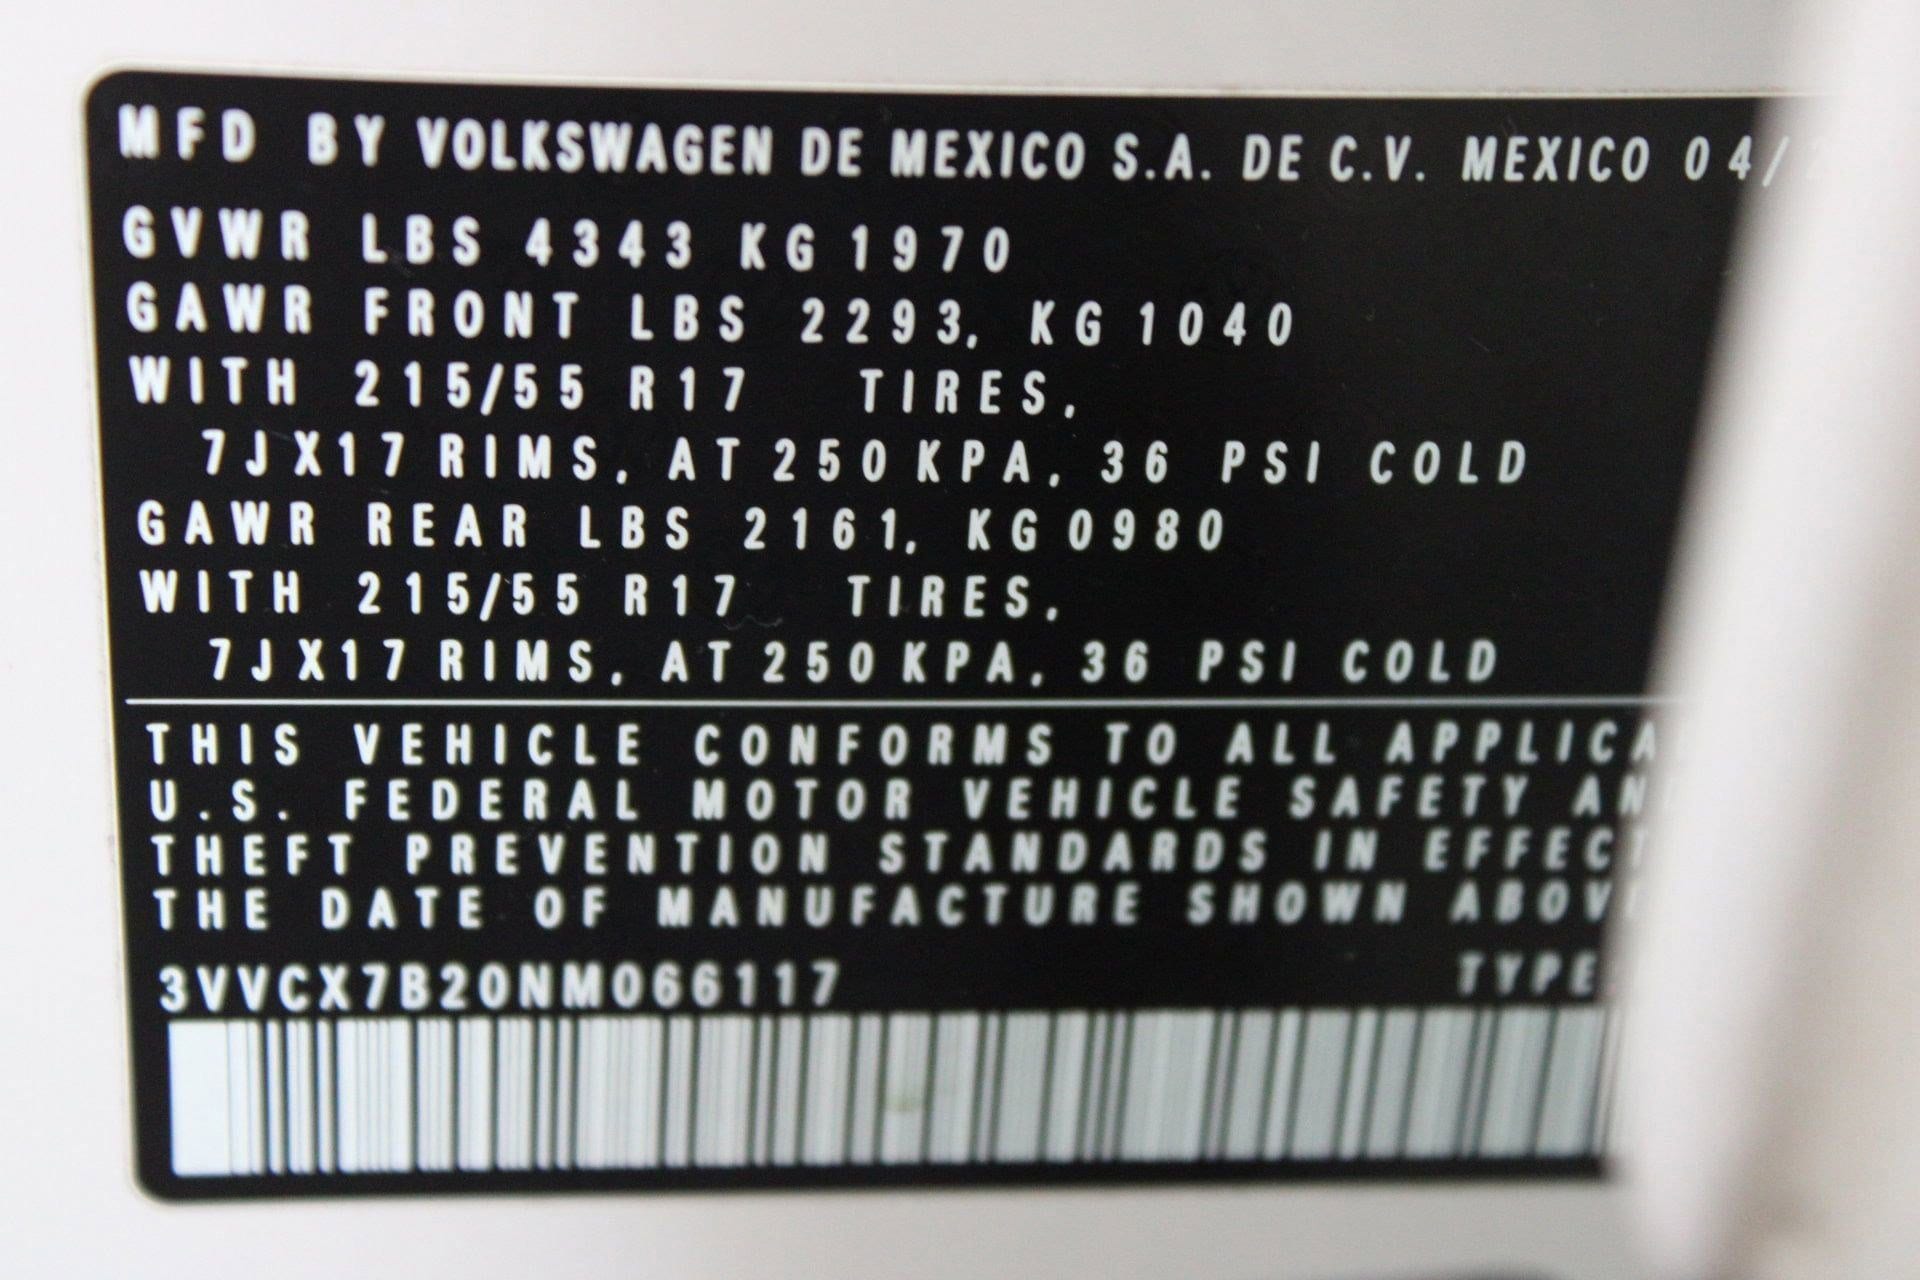 MFD BY VOLKSWAGEN DE MEXICO S.A. DE C.V. MEXICO 04/
GVWR LBS 4343 KG 1970
GAWR FRONT LBS 2293, KG 1040
WITH 215/55 R17 TIRES,
7JX17 RIMS, AT 250 KPA, 36 PSI COLD
GAWR REAR LBS 2161, KG 0980
WITH 215/55 R17 TIRES,
7JX17 RIMS, AT 250 KPA, 36 PSI COLD
THIS VEHICLE CONFORMS TO ALL APPLICA
U.S. FEDERAL MOTOR VEHICLE SAFETY AN
THEFT PREVENTION STANDARDS IN EFFECT
THE DATE OF MANUFACTURE SHOWN ABOV
3VVCX7B20NM066117 TYPE: